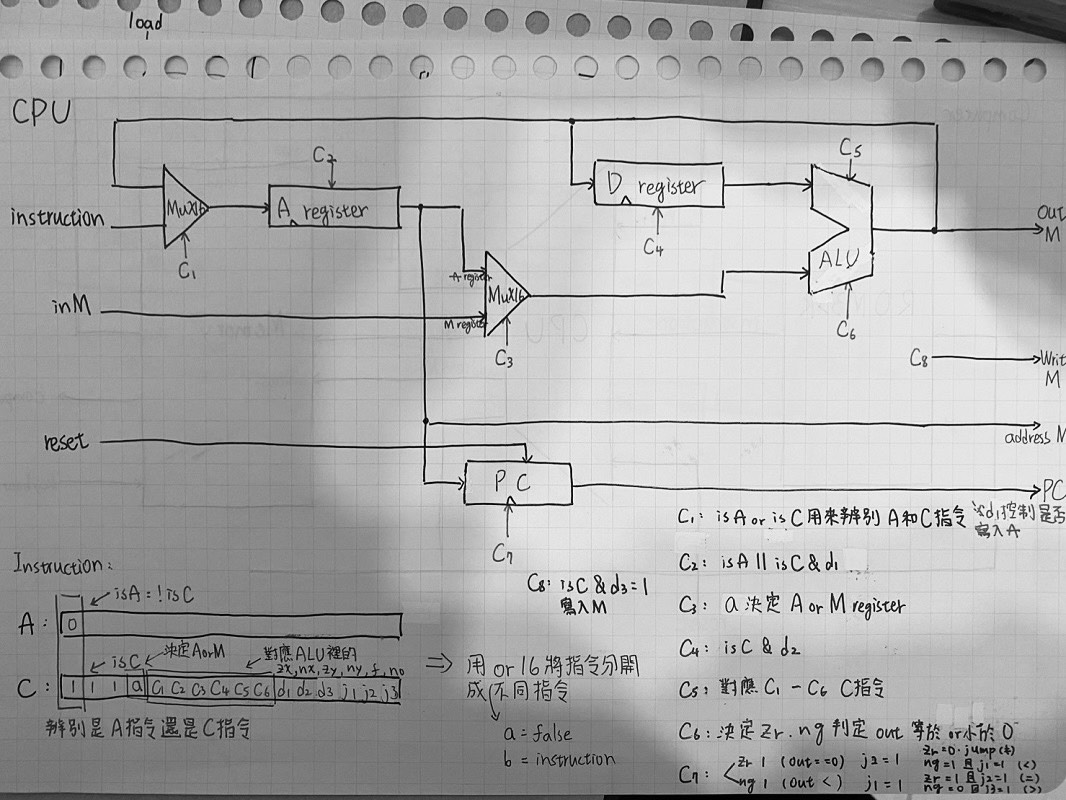 load
CPU
C₂
C₅
Mux16
A register
D register
instruction
Out
M
C₁
C₄
ALU
A register
Mux16
inM
M regist
C₃
C₆
C₈
Writ
M
reset
address M
PC
PC
C₇
C₁: isA or isC 用來辨別 A和C指令
d₁控制是否
寫入A
Instruction:
C₈: isC & d₃=1
寫入M
C₂: isA || isC & d₁
isA = !isC
A: 0
C₃: a 決定 A or M register
isC
決定AorM
對應ALU裡的
zx, nx, zy, ny, f, no
C: 1 1 1 a C₁ C₂ C₃ C₄ C₅ C₆ d₁ d₂ d₃ j₁ j₂ j₃
辨別是A指令還是C指令
⇒ 用 or 16 將指令分開
成不同指令
a = false
b = instruction
C₄: isC & d₂
C₅: 對應 C₁ - C₆ C指令
C₆: 決定 zr. ng 判定 out 等於 or小於 0
C₇: zr 1 (out==0) j₂=1
ng 1 (out <) j₁=1
ng=1 且 j₁=1 (<)
zr=1 且 j₂=1 (=)
ng=0 且 j₃=1 (>)